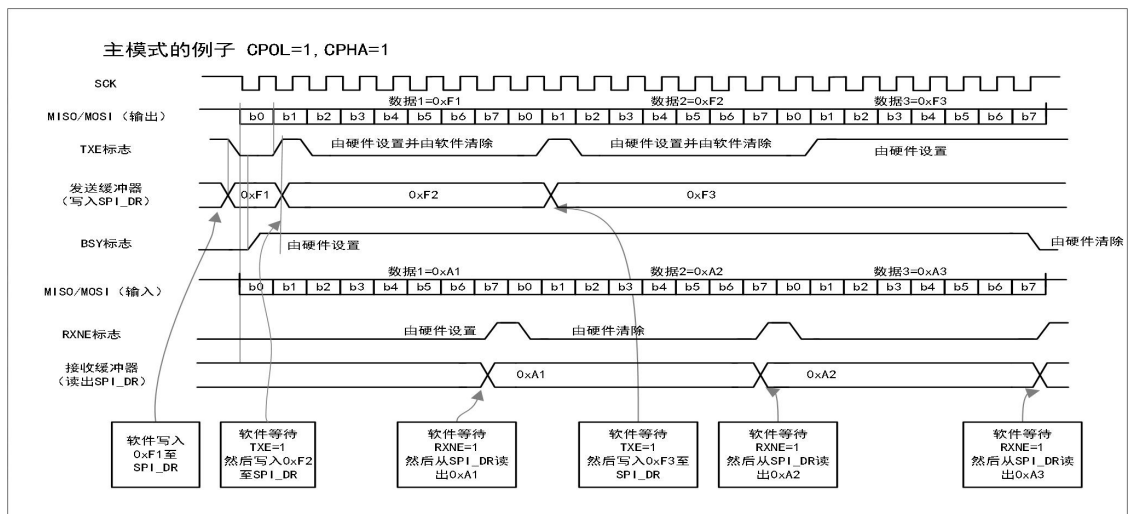 主模式的例子 CPOL=1, CPHA=1
SCK
数据1=0xF1 数据2=0xF2 数据3=0xF3
MISO/MOSI（输出） b0 b1 b2 b3 b4 b5 b6 b7 b0 b1 b2 b3 b4 b5 b6 b7 b0 b1 b2 b3 b4 b5 b6 b7
TXE标志 由硬件设置并由软件清除 由硬件设置并由软件清除 由硬件设置
发送缓冲器
（写入SPI_DR） 0xF1 0xF2 0xF3
BSY标志 由硬件设置 由硬件清除
数据1=0xA1 数据2=0xA2 数据3=0xA3
MISO/MOSI（输入） b0 b1 b2 b3 b4 b5 b6 b7 b0 b1 b2 b3 b4 b5 b6 b7 b0 b1 b2 b3 b4 b5 b6 b7
RXNE标志 由硬件设置 由硬件清除
接收缓冲器
（读出SPI_DR） 0xA1 0xA2
软件写入
0xF1至
SPI_DR
软件等待
TXE=1
然后写入0xF2
至SPI_DR
软件等待
RXNE=1
然后从SPI_DR读
出0xA1
软件等待
TXE=1
然后写入0xF3至
SPI_DR
软件等待
RXNE=1
然后从SPI_DR读
出0xA2
软件等待
RXNE=1
然后从SPI_DR读
出0xA3